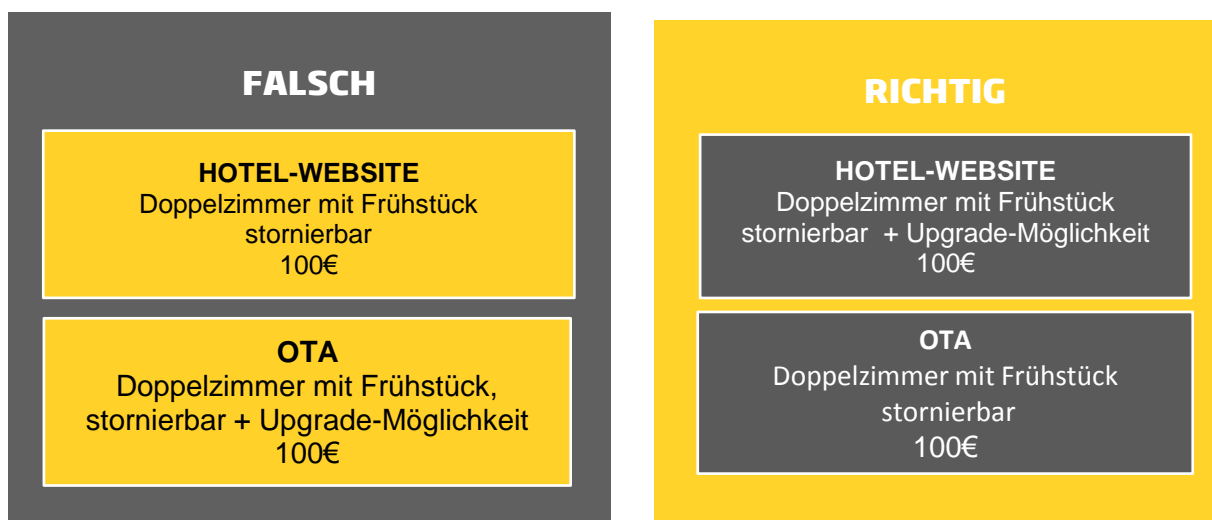 FALSCH
HOTEL-WEBSITE
Doppelzimmer mit Frühstück
stornierbar
100€
OTA
Doppelzimmer mit Frühstück,
stornierbar + Upgrade-Möglichkeit
100€
RICHTIG
HOTEL-WEBSITE
Doppelzimmer mit Frühstück
stornierbar + Upgrade-Möglichkeit
100€
OTA
Doppelzimmer mit Frühstück
stornierbar
100€